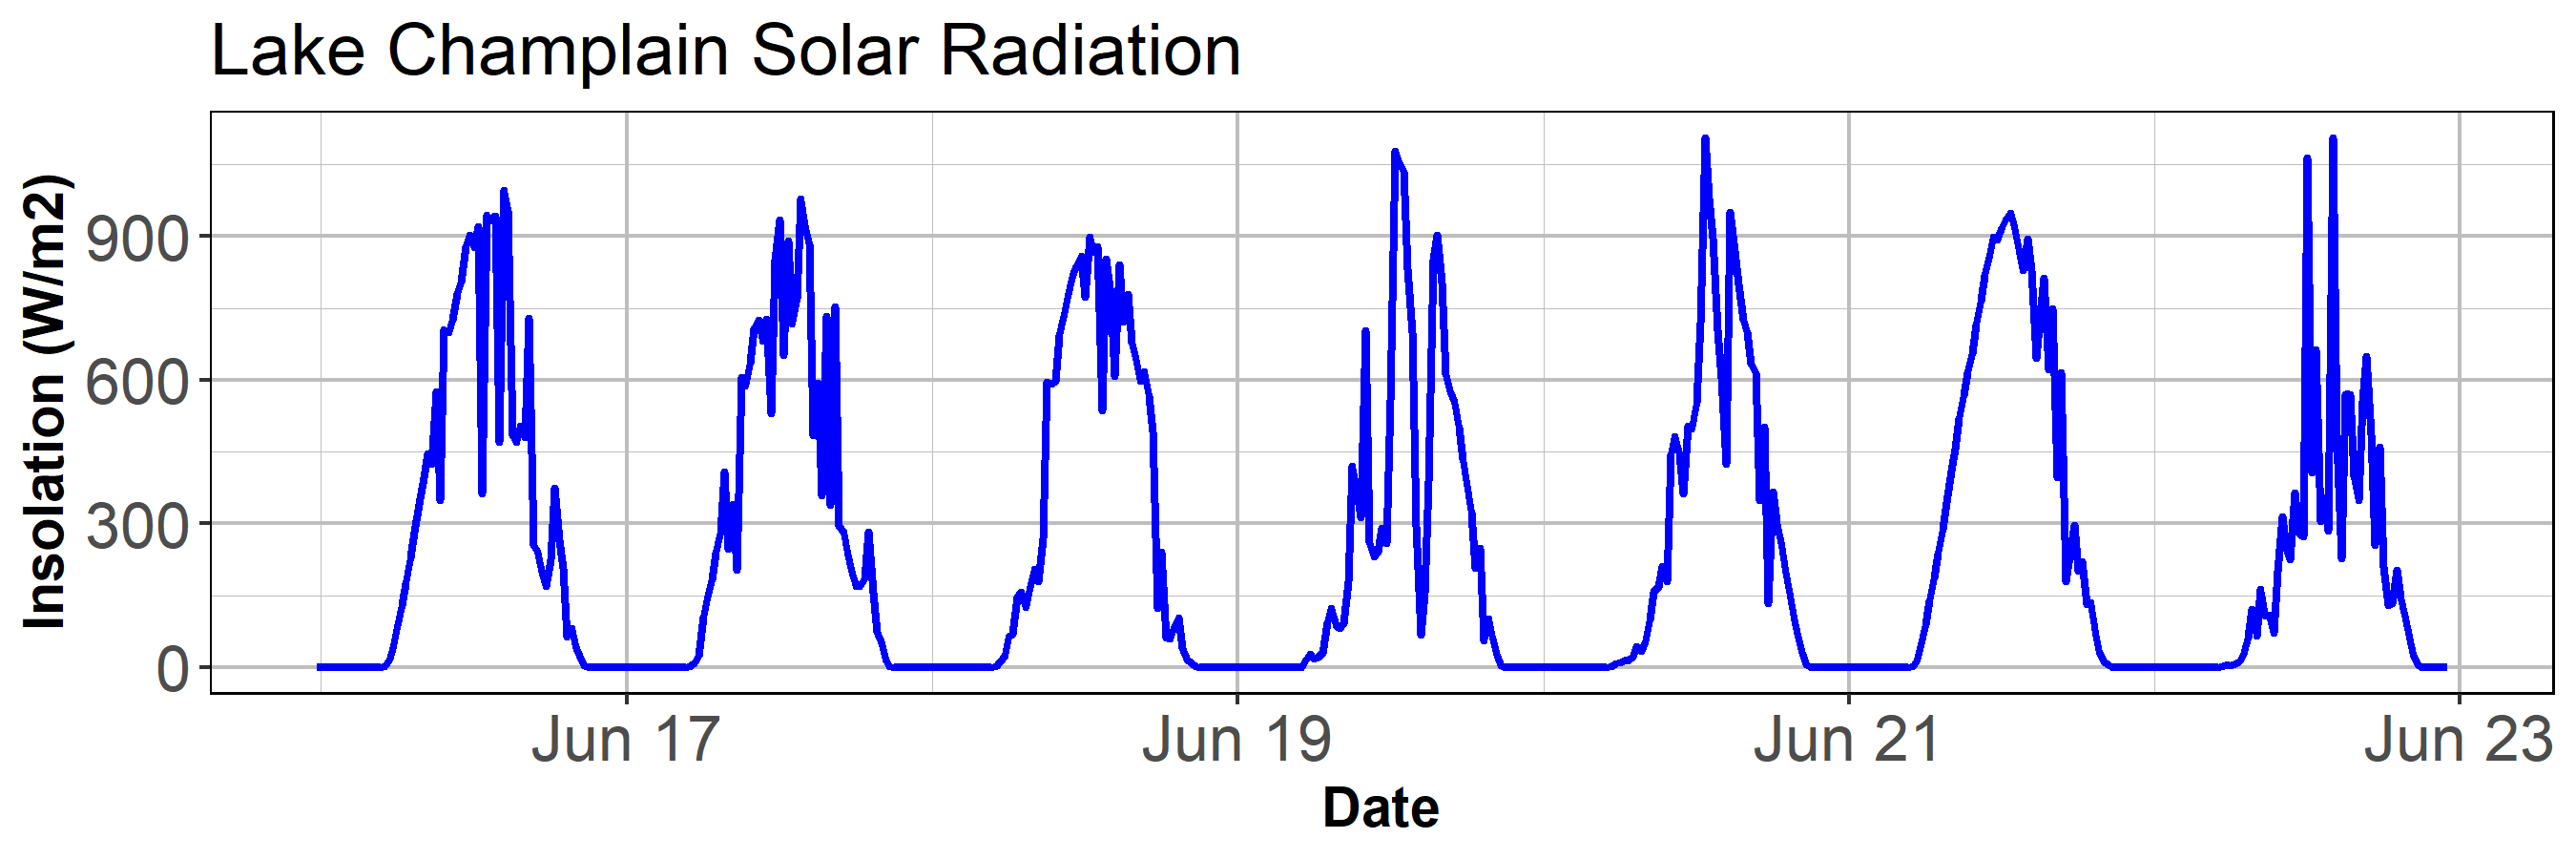 Lake Champlain Solar Radiation
Insolation (W/m2)
900
600
300
0
Jun 17 Jun 19 Jun 21 Jun 23
Date